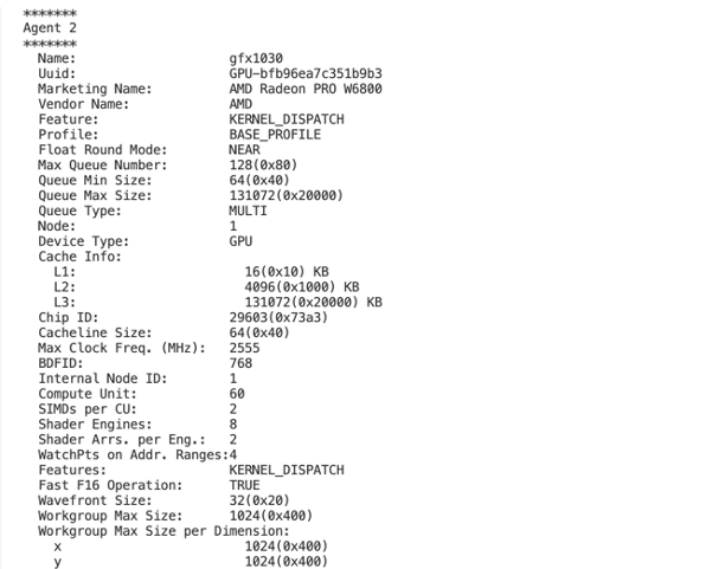 *******
Agent 2
*******
Name: gfx1030
Uuid: GPU-bfb96ea7c351b9b3
Marketing Name: AMD Radeon PRO W6800
Vendor Name: AMD
Feature: KERNEL_DISPATCH
Profile: BASE_PROFILE
Float Round Mode: NEAR
Max Queue Number: 128(0x80)
Queue Min Size: 64(0x40)
Queue Max Size: 131072(0x20000)
Queue Type: MULTI
Node: 1
Device Type: GPU
Cache Info:
L1: 16(0x10) KB
L2: 4096(0x1000) KB
L3: 131072(0x20000) KB
Chip ID: 29603(0x73a3)
Cacheline Size: 64(0x40)
Max Clock Freq. (MHz): 2555
BDFID: 768
Internal Node ID: 1
Compute Unit: 60
SIMDs per CU: 2
Shader Engines: 8
Shader Arrs. per Eng.: 2
WatchPts on Addr. Ranges:4
Features: KERNEL_DISPATCH
Fast F16 Operation: TRUE
Wavefront Size: 32(0x20)
Workgroup Max Size: 1024(0x400)
Workgroup Max Size per Dimension:
x 1024(0x400)
y 1024(0x400)